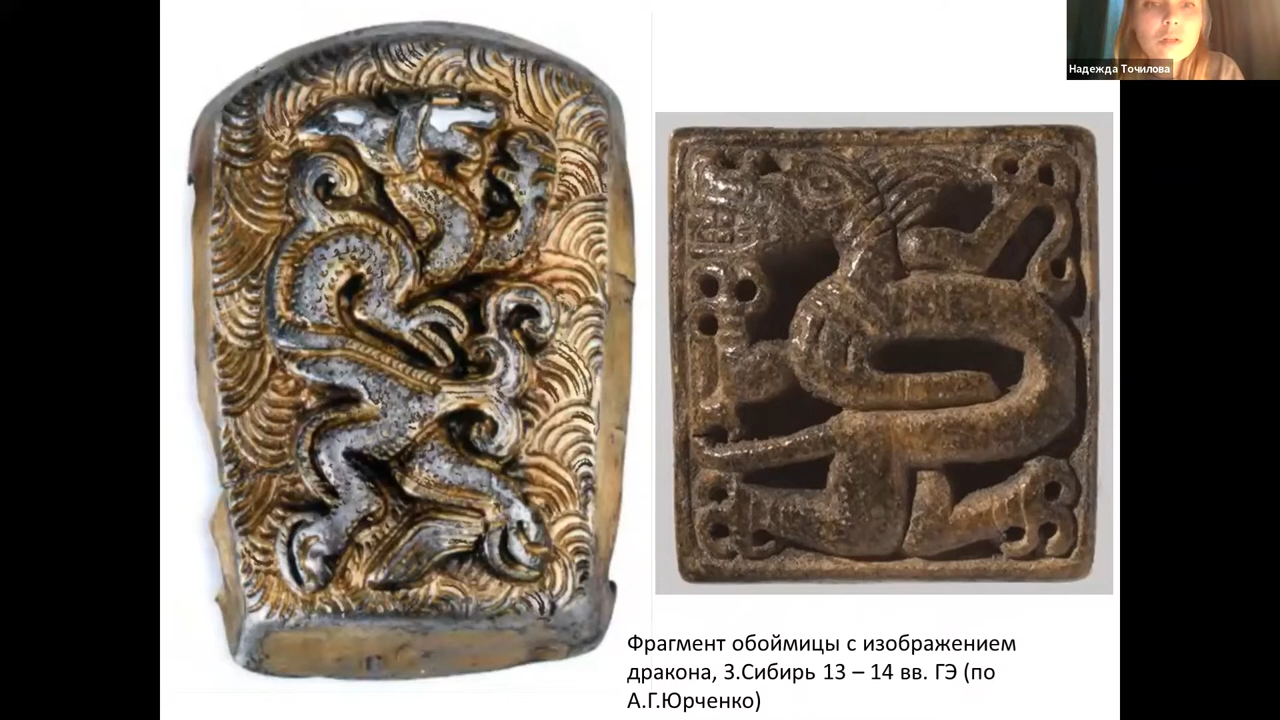 Надежда Точилова
Фрагмент обоймицы с изображением
дракона, З.Сибирь 13 – 14 вв. ГЭ (по
А.Г.Юрченко)